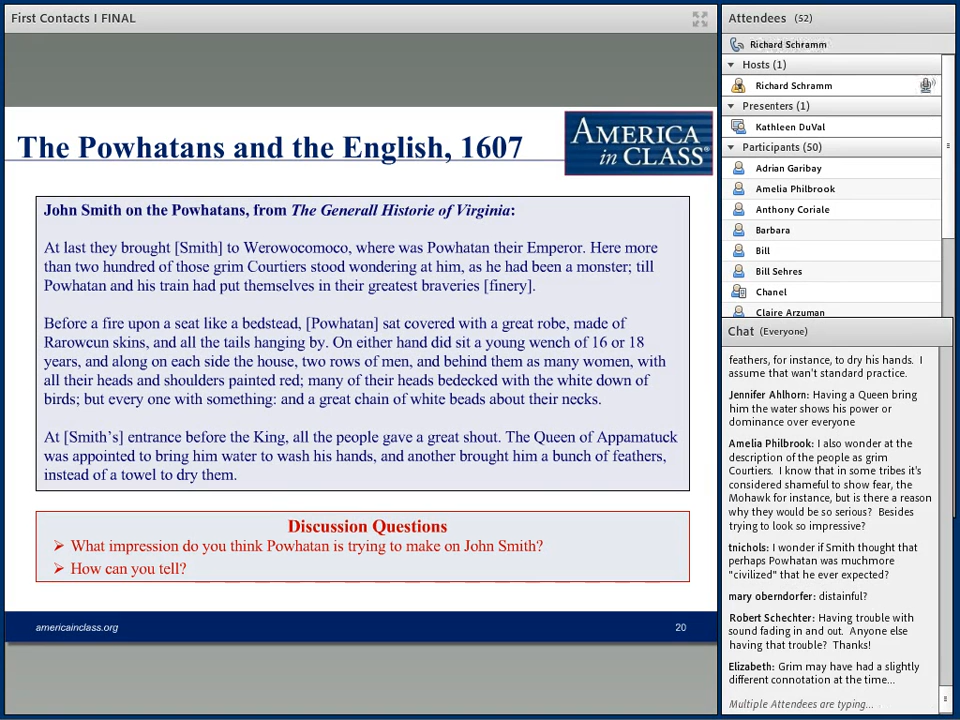 First Contacts I FINAL
The Powhatans and the English, 1607
AMERICA
in CLASS®
John Smith on the Powhatans, from The Generall Historie of Virginia:
At last they brought [Smith] to Werowocomoco, where was Powhatan their Emperor. Here more
than two hundred of those grim Courtiers stood wondering at him, as he had been a monster; till
Powhatan and his train had put themselves in their greatest braveries [finery].
Before a fire upon a seat like a bedstead, [Powhatan] sat covered with a great robe, made of
Rarowcun skins, and all the tails hanging by. On either hand did sit a young wench of 16 or 18
years, and along on each side the house, two rows of men, and behind them as many women, with
all their heads and shoulders painted red; many of their heads bedecked with the white down of
birds; but every one with something: and a great chain of white beads about their necks.
At [Smith's] entrance before the King, all the people gave a great shout. The Queen of Appamatuck
was appointed to bring him water to wash his hands, and another brought him a bunch of feathers,
instead of a towel to dry them.
Discussion Questions
➢ What impression do you think Powhatan is trying to make on John Smith?
➢ How can you tell?
americainclass.org
20
Attendees (52)
Richard Schramm
Hosts (1)
Richard Schramm
Presenters (1)
Kathleen DuVal
Participants (50)
Adrian Garibay
Amelia Philbrook
Anthony Coriale
Barbara
Bill
Bill Sehres
Chanel
Claire Arzuman
Chat (Everyone)
feathers, for instance, to dry his hands. I
assume that wan't standard practice.
Jennifer Ahlhorn: Having a Queen bring
him the water shows his power or
dominance over everyone
Amelia Philbrook: I also wonder at the
description of the people as grim
Courtiers. I know that in some tribes it's
considered shameful to show fear, the
Mohawk for instance, but is there a reason
why they would be so serious? Besides
trying to look so impressive?
tnichols: I wonder if Smith thought that
perhaps Powhatan was muchmore
"civilized" that he ever expected?
mary oberndorfer: distainful?
Robert Schechter: Having trouble with
sound fading in and out. Anyone else
having that trouble? Thanks!
Elizabeth: Grim may have had a slightly
different connotation at the time...
Multiple Attendees are typing...